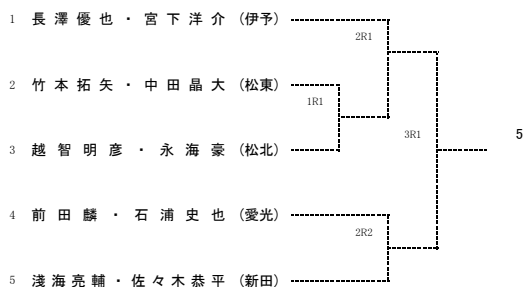 1 長澤優也・宮下洋介（伊予）
2R1
2 竹本拓矢・中田晶大（松東）
1R1
3R1 5
3 越智明彦・永海豪（松北）
4 前田麟・石浦史也（愛光）
2R2
5 淺海亮輔・佐々木恭平（新田）